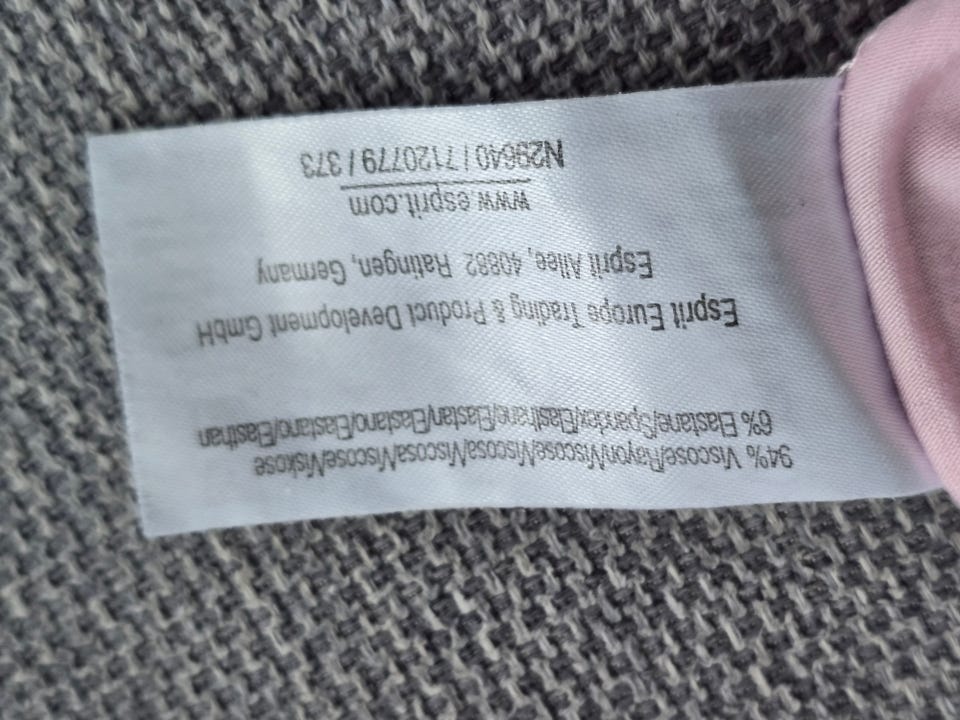 94% Viscose/Rayon/Viscose/Viscosa/Viscosa/Viscose/Viskose
6% Elastane/Spandex/Elasthane/Elastan/Elastano/Elastano/Elasthan
Esprit Europe Trading & Product Development GmbH
Esprit Allee, 40882 Ratingen, Germany
www.esprit.com
N29640 / 7120779 / 373